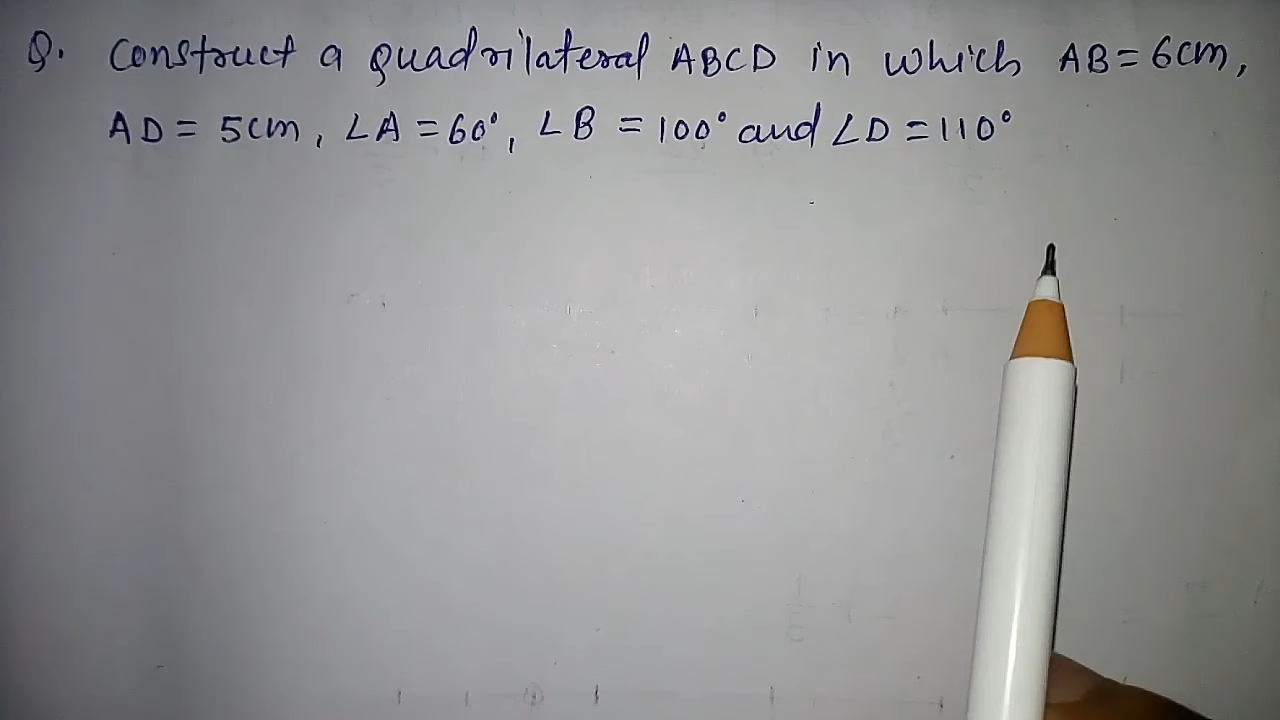 Q. Construct a quadrilateral ABCD in which AB = 6cm,
AD = 5cm, ∠A = 60°, ∠B = 100° and ∠D = 110°